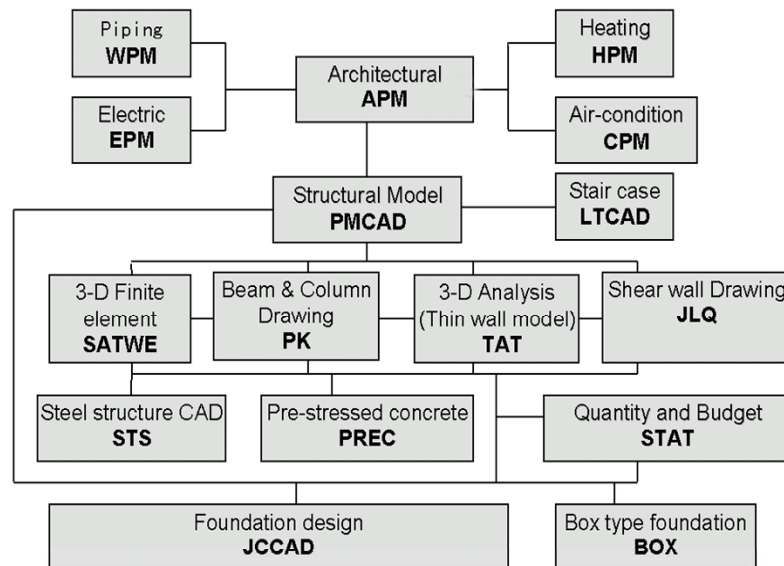 Piping
WPM
Electric
EPM
Architectural
APM
Heating
HPM
Air-condition
CPM
Structural Model
PMCAD
Stair case
LTCAD
3-D Finite
element
SATWE
Beam & Column
Drawing
PK
3-D Analysis
(Thin wall model)
TAT
Shear wall Drawing
JLQ
Steel structure CAD
STS
Pre-stressed concrete
PREC
Quantity and Budget
STAT
Foundation design
JCCAD
Box type foundation
BOX